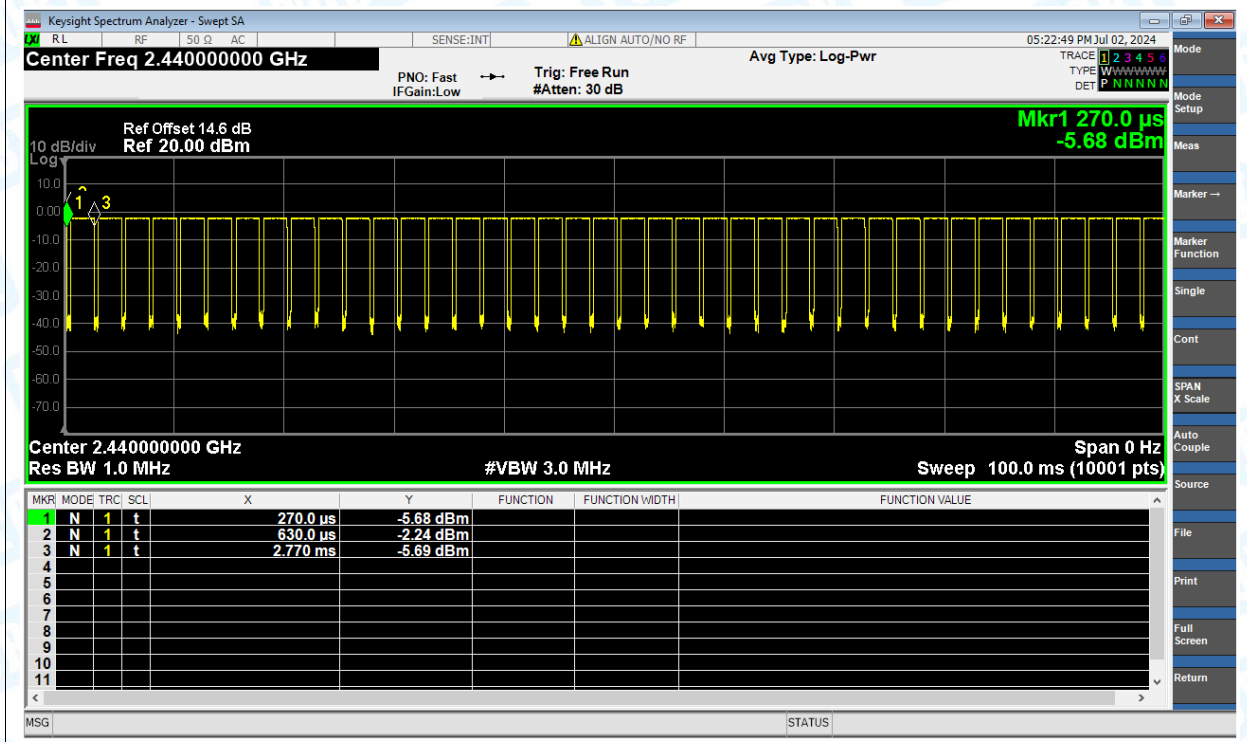 Keysight Spectrum Analyzer - Swept SA
LXI RL RF 50 Ω AC SENSE:INT ALIGN AUTO/NO RF 05:22:49 PM Jul 02, 2024
Center Freq 2.440000000 GHz
PNO: Fast
IFGain:Low
Trig: Free Run
#Atten: 30 dB
Avg Type: Log-Pwr
TRACE 1 2 3 4 5 6
TYPE WWWWWW
DET P N N N N N
Ref Offset 14.6 dB
Ref 20.00 dBm
10 dB/div
Log
Mkr1 270.0 µs
-5.68 dBm
10.0
0.00
-10.0
-20.0
-30.0
-40.0
-50.0
-60.0
-70.0
1
3
Center 2.440000000 GHz
Span 0 Hz
Res BW 1.0 MHz
#VBW 3.0 MHz
Sweep 100.0 ms (10001 pts)
MKR MODE TRC SCL X Y FUNCTION FUNCTION WIDTH FUNCTION VALUE
1 N 1 t 270.0 µs -5.68 dBm
2 N 1 t 630.0 µs -2.24 dBm
3 N 1 t 2.770 ms -5.69 dBm
4
5
6
7
8
9
10
11
MSG
STATUS
Mode
Mode
Setup
Meas
Marker →
Marker
Function
Single
Cont
SPAN
X Scale
Auto
Couple
Source
File
Print
Full
Screen
Return